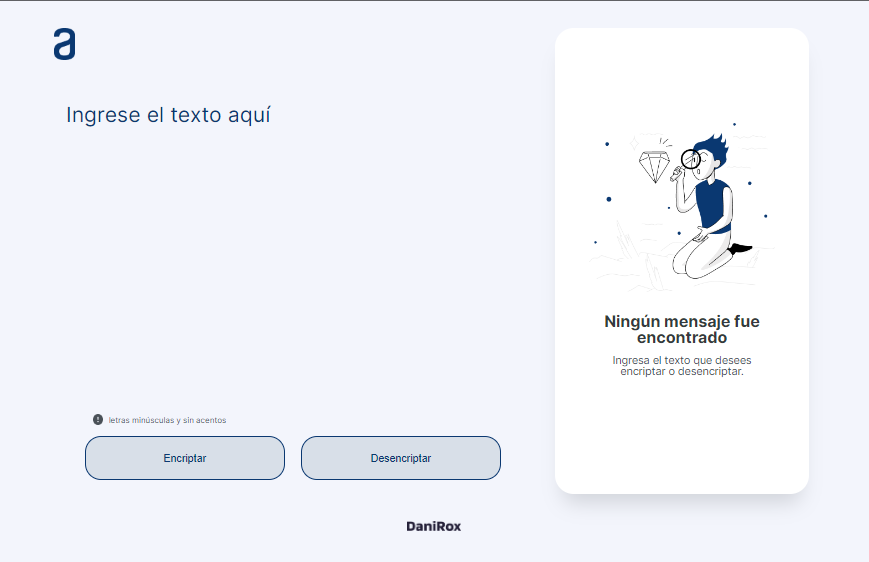 a
Ingrese el texto aquí
letras minúsculas y sin acentos
Encriptar
Desencriptar
Ningún mensaje fue
encontrado
Ingresa el texto que desees
encriptar o desencriptar.
DaniRox